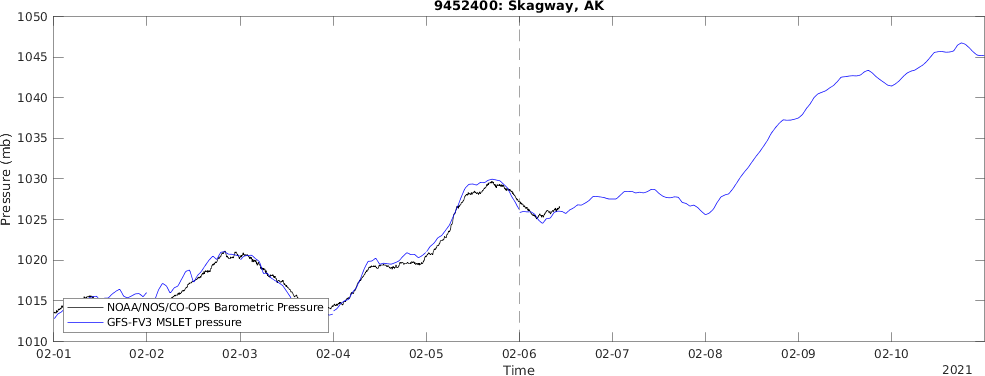 9452400: Skagway, AK
1050
1045
1040
1035
1030
1025
1020
1015
1010
Pressure (mb)
NOAA/NOS/CO-OPS Barometric Pressure
GFS-FV3 MSLET pressure
02-01 02-02 02-03 02-04 02-05 02-06 02-07 02-08 02-09 02-10
Time
2021